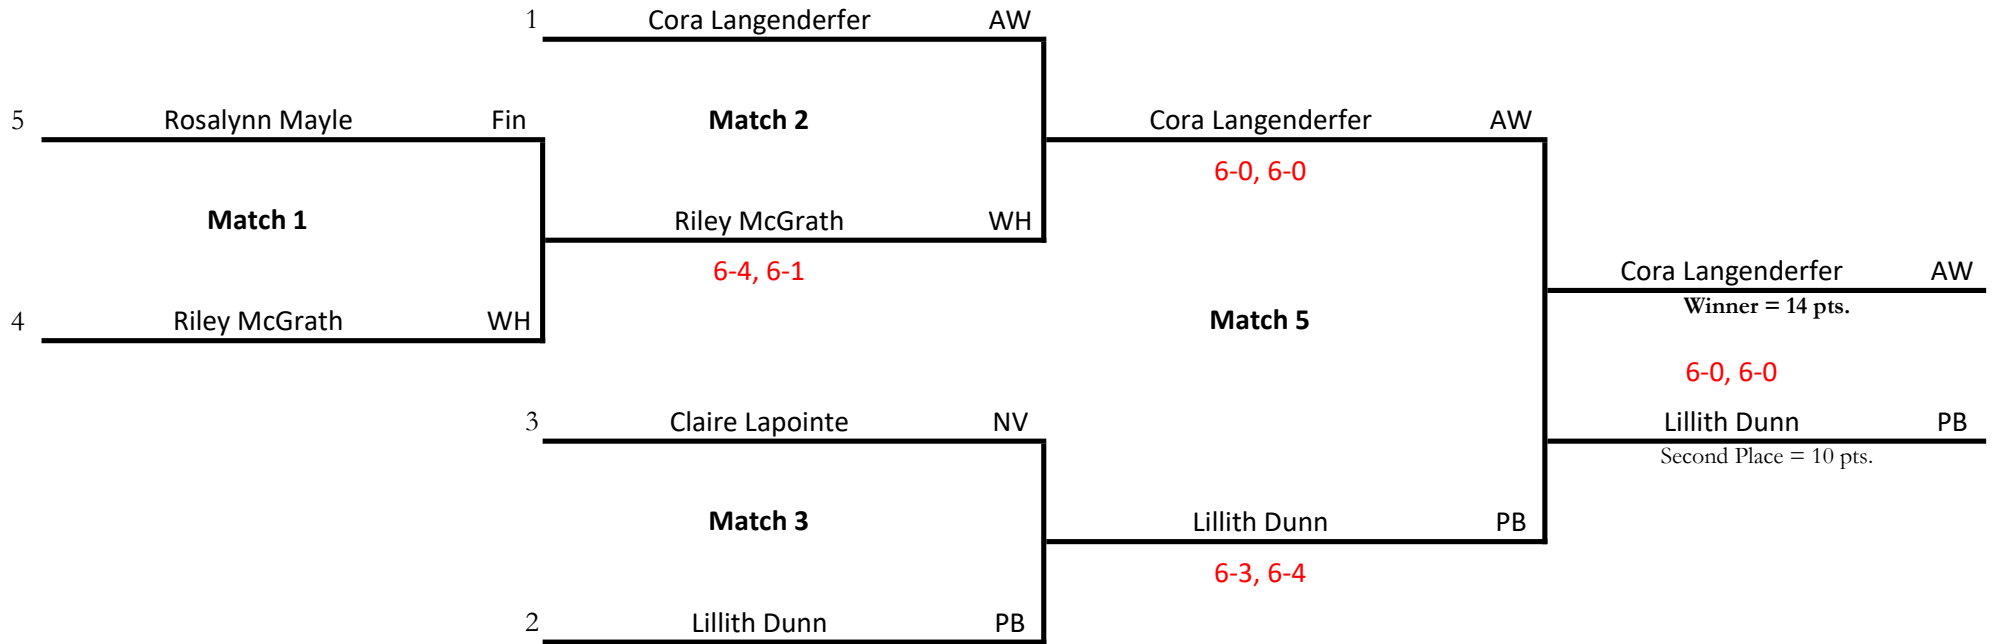 1 Cora Langenderfer AW
5 Rosalynn Mayle Fin
Match 2
Cora Langenderfer AW
6-0, 6-0
Match 1
Riley McGrath WH
6-4, 6-1
Cora Langenderfer AW
Winner = 14 pts.
4 Riley McGrath WH
Match 5
6-0, 6-0
3 Claire Lapointe NV
Lillith Dunn PB
Second Place = 10 pts.
Match 3
Lillith Dunn PB
6-3, 6-4
2 Lillith Dunn PB